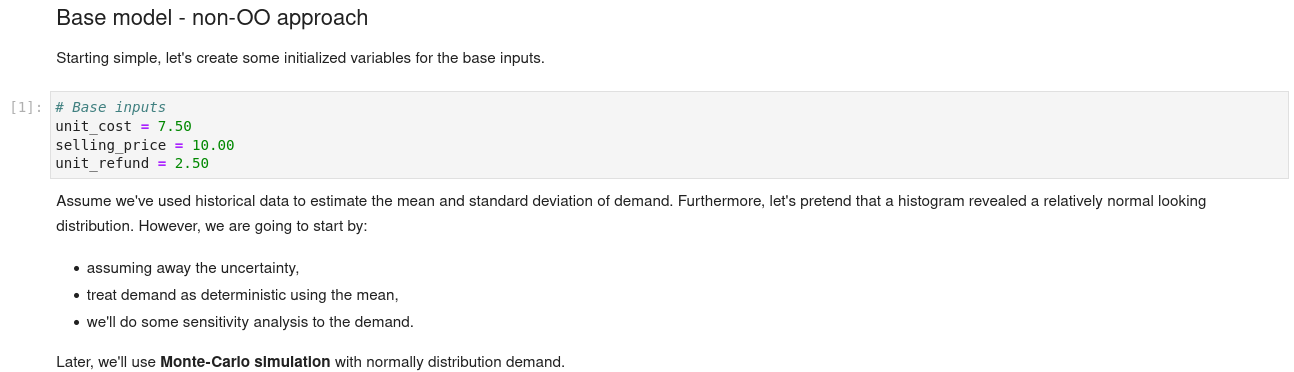 Base model - non-OO approach
Starting simple, let's create some initialized variables for the base inputs.
[1]:
# Base inputs
unit_cost = 7.50
selling_price = 10.00
unit_refund = 2.50
Assume we've used historical data to estimate the mean and standard deviation of demand. Furthermore, let's pretend that a histogram revealed a relatively normal looking
distribution. However, we are going to start by:
• assuming away the uncertainty,
• treat demand as deterministic using the mean,
• we'll do some sensitivity analysis to the demand.
Later, we'll use Monte-Carlo simulation with normally distribution demand.